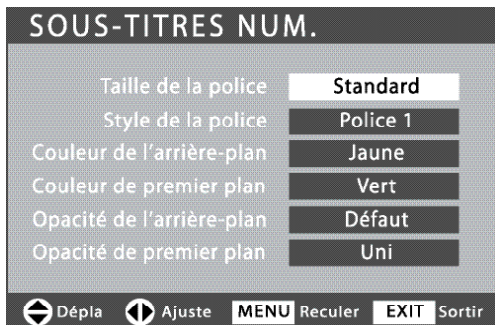 SOUS-TITRES NUM.
Taille de la police Standard
Style de la police Police 1
Couleur de l'arrière-plan Jaune
Couleur de premier plan Vert
Opacité de l'arrière-plan Défaut
Opacité de premier plan Uni
Dépla Ajuste MENU Reculer EXIT Sortir